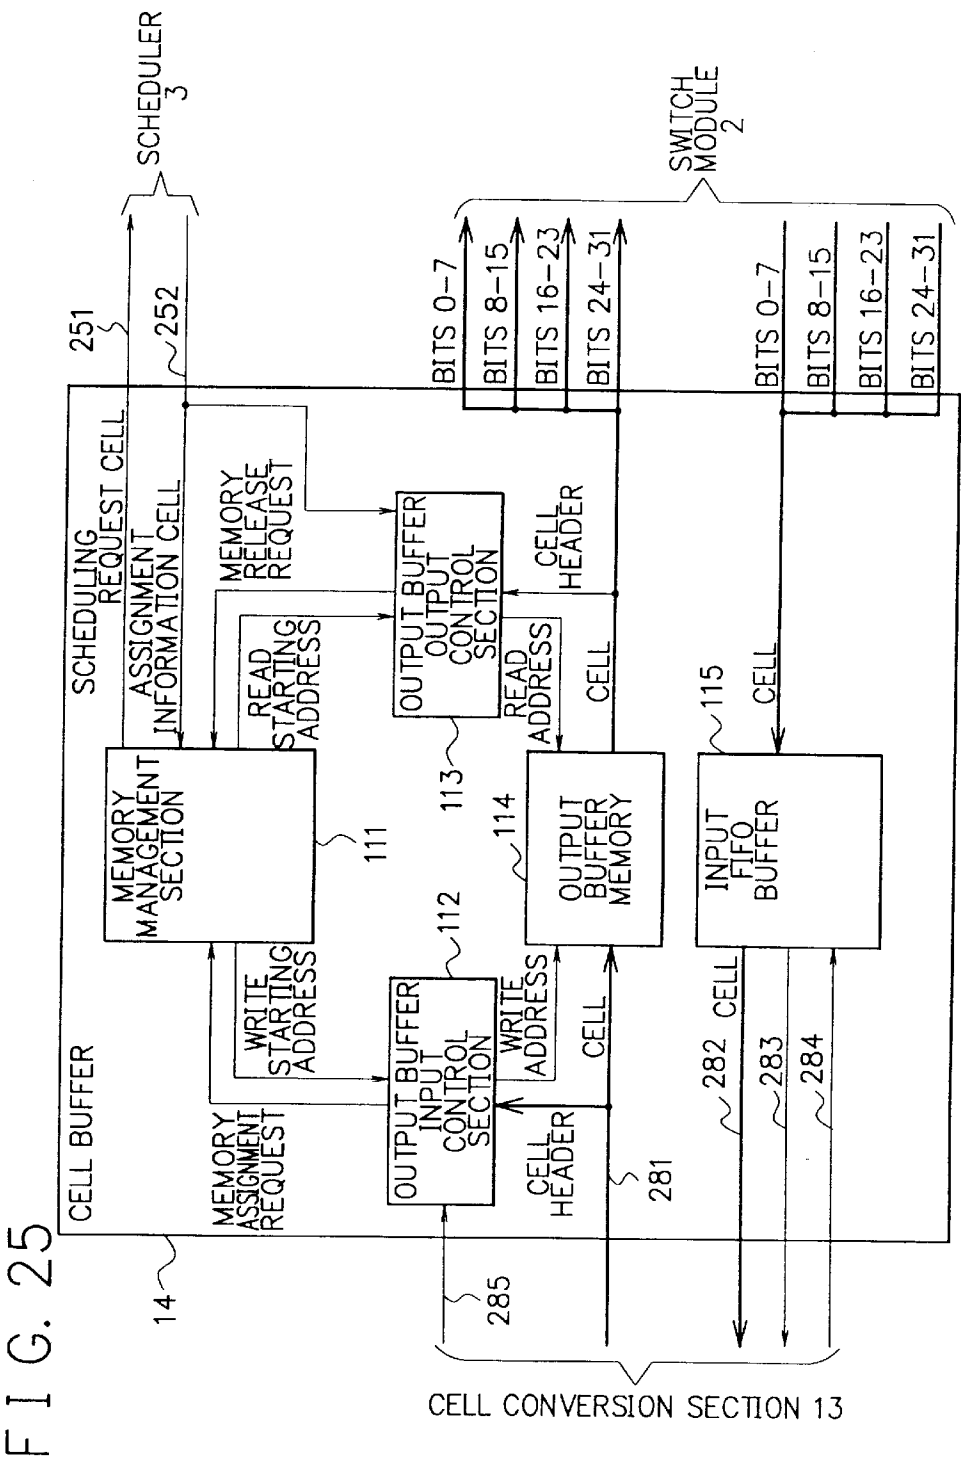 FIG. 25
CELL BUFFER
14
SCHEDULING
REQUEST CELL
251
ASSIGNMENT
INFORMATION CELL
252
SCHEDULER
3
MEMORY
MANAGEMENT
SECTION
111
MEMORY
ASSIGNMENT
REQUEST
WRITE
STARTING
ADDRESS
READ
STARTING
ADDRESS
MEMORY
RELEASE
REQUEST
OUTPUT BUFFER
INPUT
CONTROL
SECTION
112
OUTPUT BUFFER
OUTPUT
CONTROL
SECTION
113
285
CELL
HEADER
WRITE
ADDRESS
READ
ADDRESS
CELL
HEADER
281
CELL
OUTPUT
BUFFER
MEMORY
114
CELL
BITS 0-7
BITS 8-15
BITS 16-23
BITS 24-31
SWITCH
MODULE
2
INPUT
FIFO
BUFFER
115
CELL
BITS 0-7
BITS 8-15
BITS 16-23
BITS 24-31
CELL
282
283
284
CELL CONVERSION SECTION 13